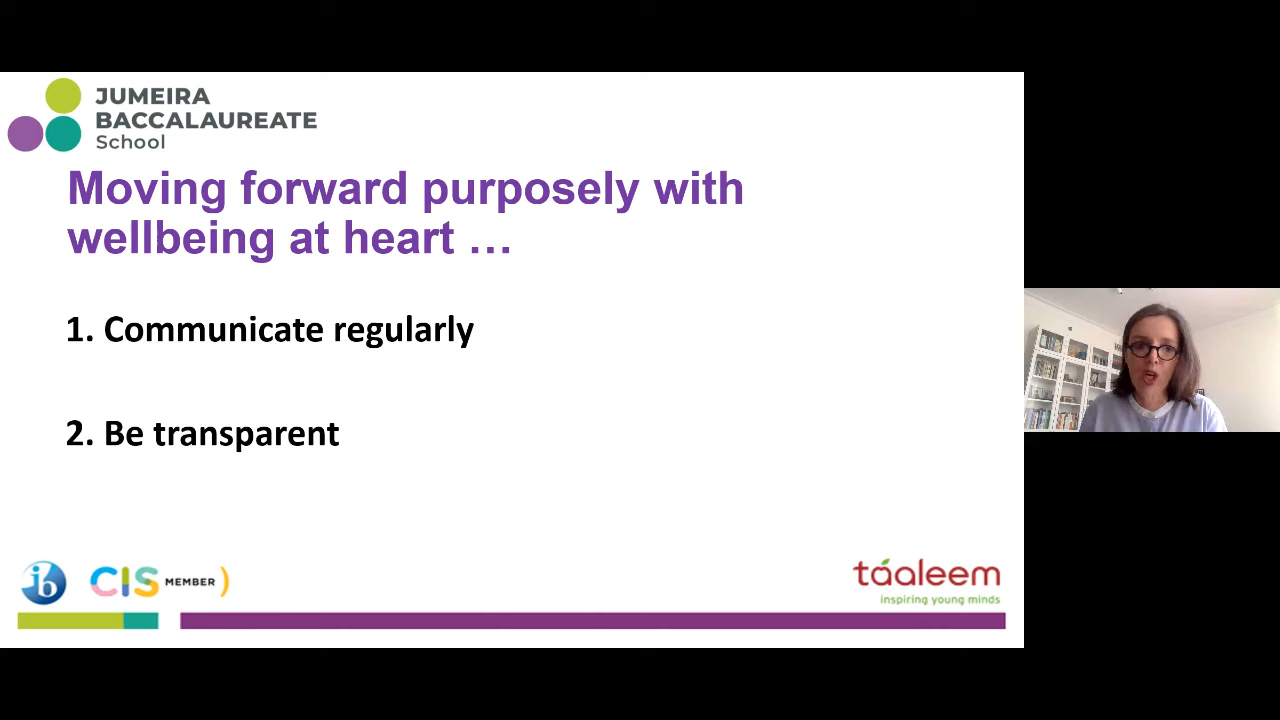 JUMEIRA
BACCALAUREATE
School
Moving forward purposely with
wellbeing at heart …
1. Communicate regularly
2. Be transparent
ib
CIS MEMBER
táaleem
inspiring young minds